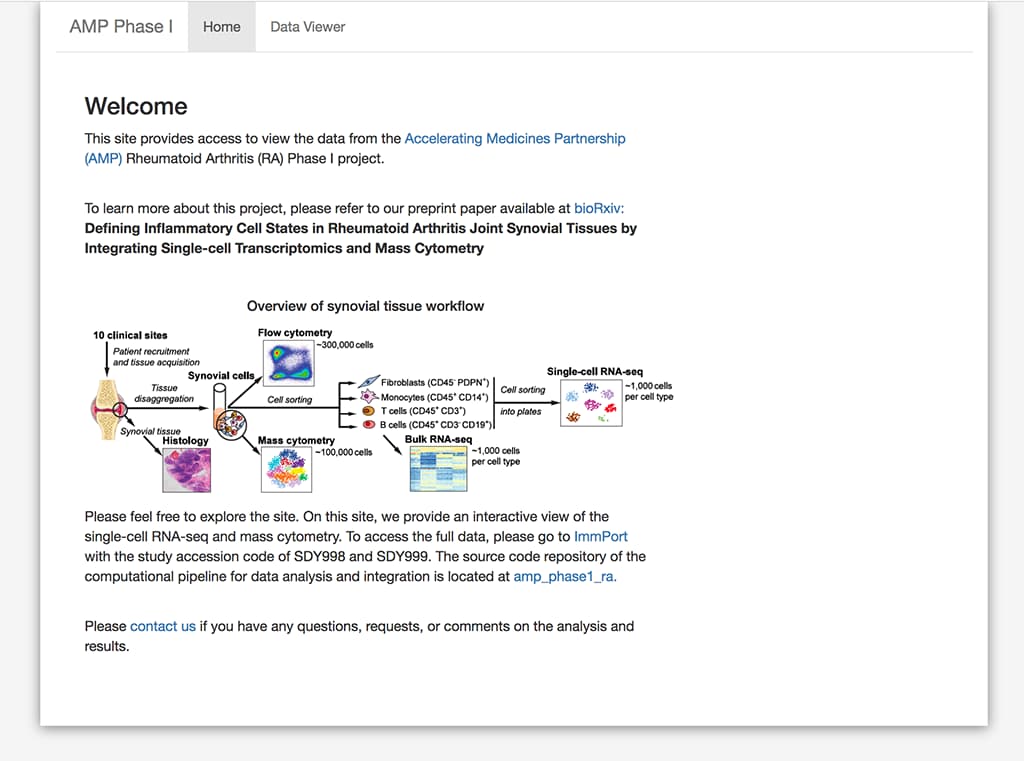 AMP Phase I
Home
Data Viewer
Welcome
This site provides access to view the data from the Accelerating Medicines Partnership
(AMP) Rheumatoid Arthritis (RA) Phase I project.
To learn more about this project, please refer to our preprint paper available at bioRxiv:
Defining Inflammatory Cell States in Rheumatoid Arthritis Joint Synovial Tissues by
Integrating Single-cell Transcriptomics and Mass Cytometry
Overview of synovial tissue workflow
10 clinical sites
Patient recruitment
and tissue acquisition
Synovial cells
Tissue
disaggregation
Synovial tissue
Histology
Flow cytometry
~300,000 cells
Cell sorting
Mass cytometry
~100,000 cells
Fibroblasts (CD45⁻ PDPN⁺)
Monocytes (CD45⁺ CD14⁺)
T cells (CD45⁺ CD3⁺)
B cells (CD45⁺ CD3⁻ CD19⁺)
Bulk RNA-seq
~1,000 cells
per cell type
Cell sorting
into plates
Single-cell RNA-seq
~1,000 cells
per cell type
Please feel free to explore the site. On this site, we provide an interactive view of the
single-cell RNA-seq and mass cytometry. To access the full data, please go to ImmPort
with the study accession code of SDY998 and SDY999. The source code repository of the
computational pipeline for data analysis and integration is located at amp_phase1_ra.
Please contact us if you have any questions, requests, or comments on the analysis and
results.